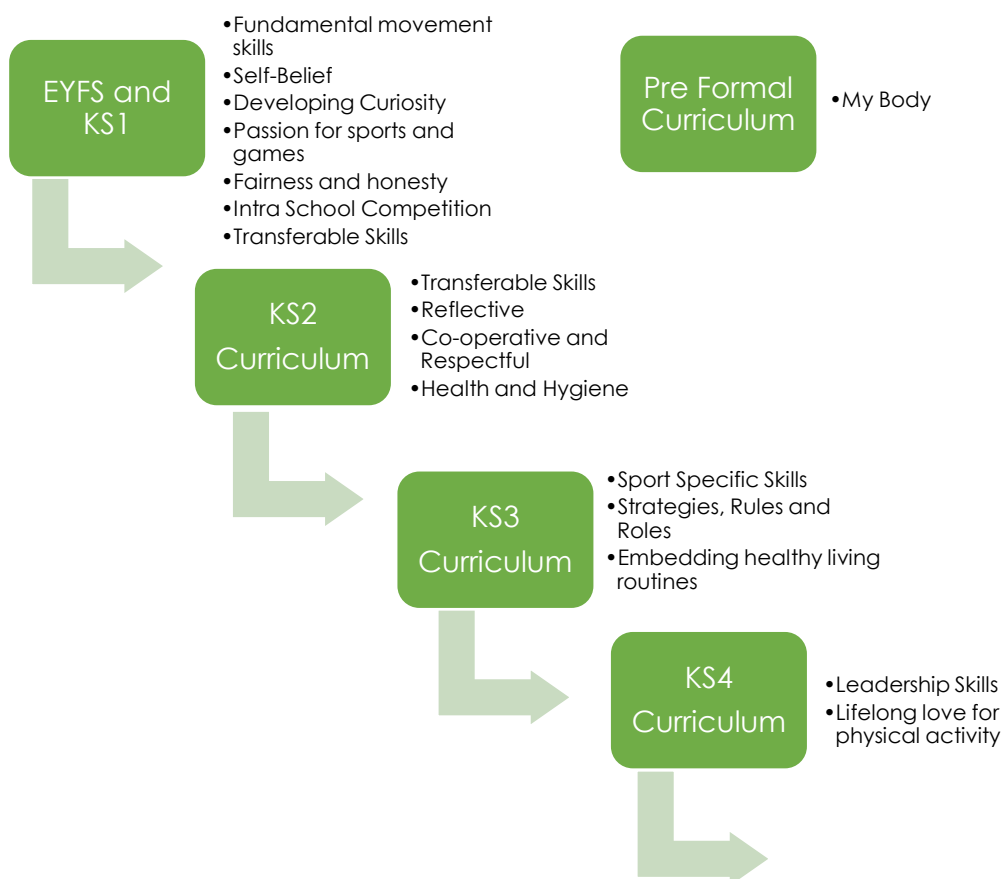 EYFS and
KS1
•Fundamental movement
skills
•Self-Belief
•Developing Curiosity
•Passion for sports and
games
•Fairness and honesty
•Intra School Competition
•Transferable Skills
Pre Formal
Curriculum
•My Body
KS2
Curriculum
•Transferable Skills
•Reflective
•Co-operative and
Respectful
•Health and Hygiene
KS3
Curriculum
•Sport Specific Skills
•Strategies, Rules and
Roles
•Embedding healthy living
routines
KS4
Curriculum
•Leadership Skills
•Lifelong love for
physical activity